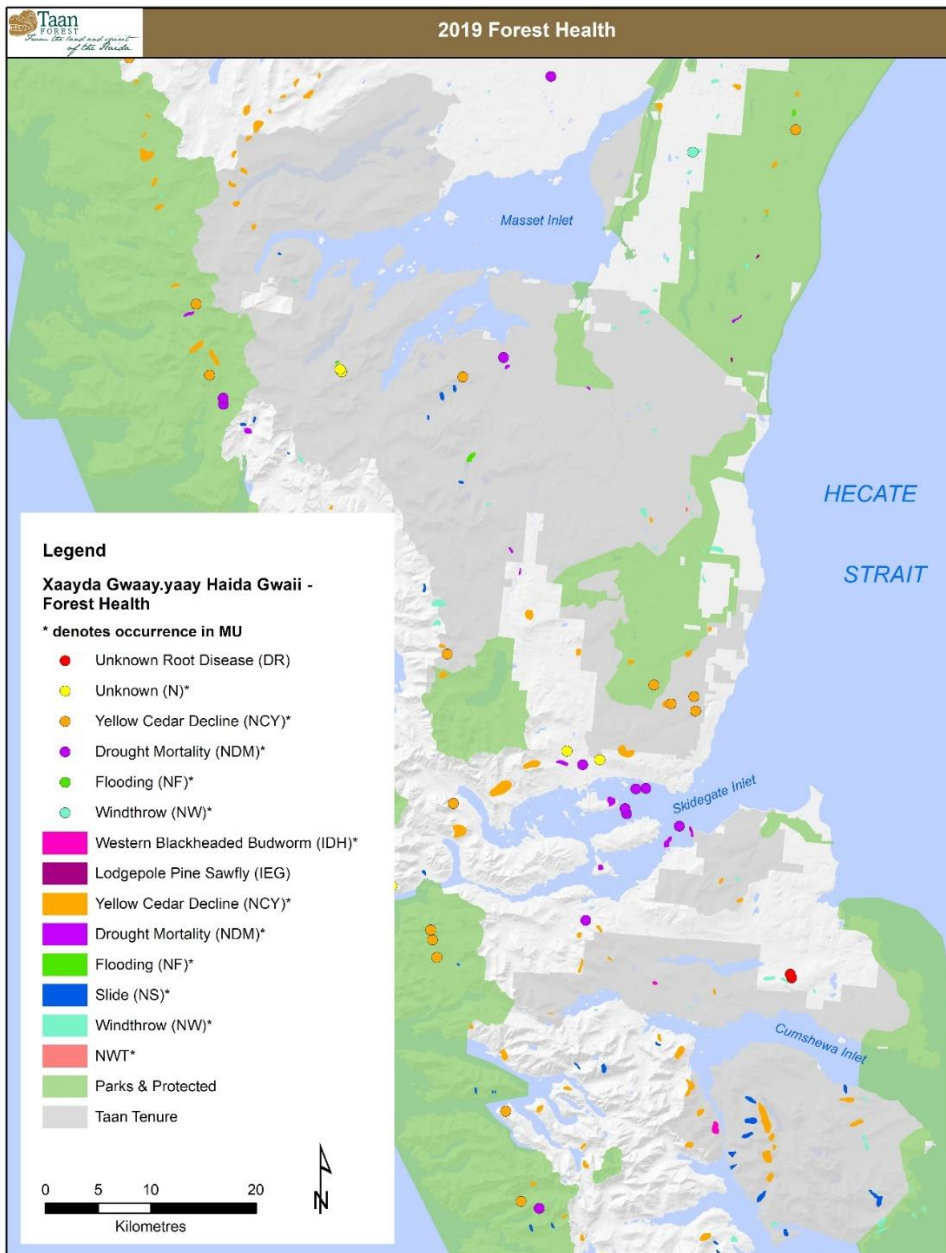 Taan
FOREST
From the land and spirit
of the Haida
2019 Forest Health
Masset Inlet
HECATE
STRAIT
Skidegate Inlet
Cumshewa Inlet
Legend
Xaayda Gwaay.yaay Haida Gwaii -
Forest Health
* denotes occurrence in MU
Unknown Root Disease (DR)
Unknown (N)*
Yellow Cedar Decline (NCY)*
Drought Mortality (NDM)*
Flooding (NF)*
Windthrow (NW)*
Western Blackheaded Budworm (IDH)*
Lodgepole Pine Sawfly (IEG)
Yellow Cedar Decline (NCY)*
Drought Mortality (NDM)*
Flooding (NF)*
Slide (NS)*
Windthrow (NW)*
NWT*
Parks & Protected
Taan Tenure
N
0 5 10 20
Kilometres